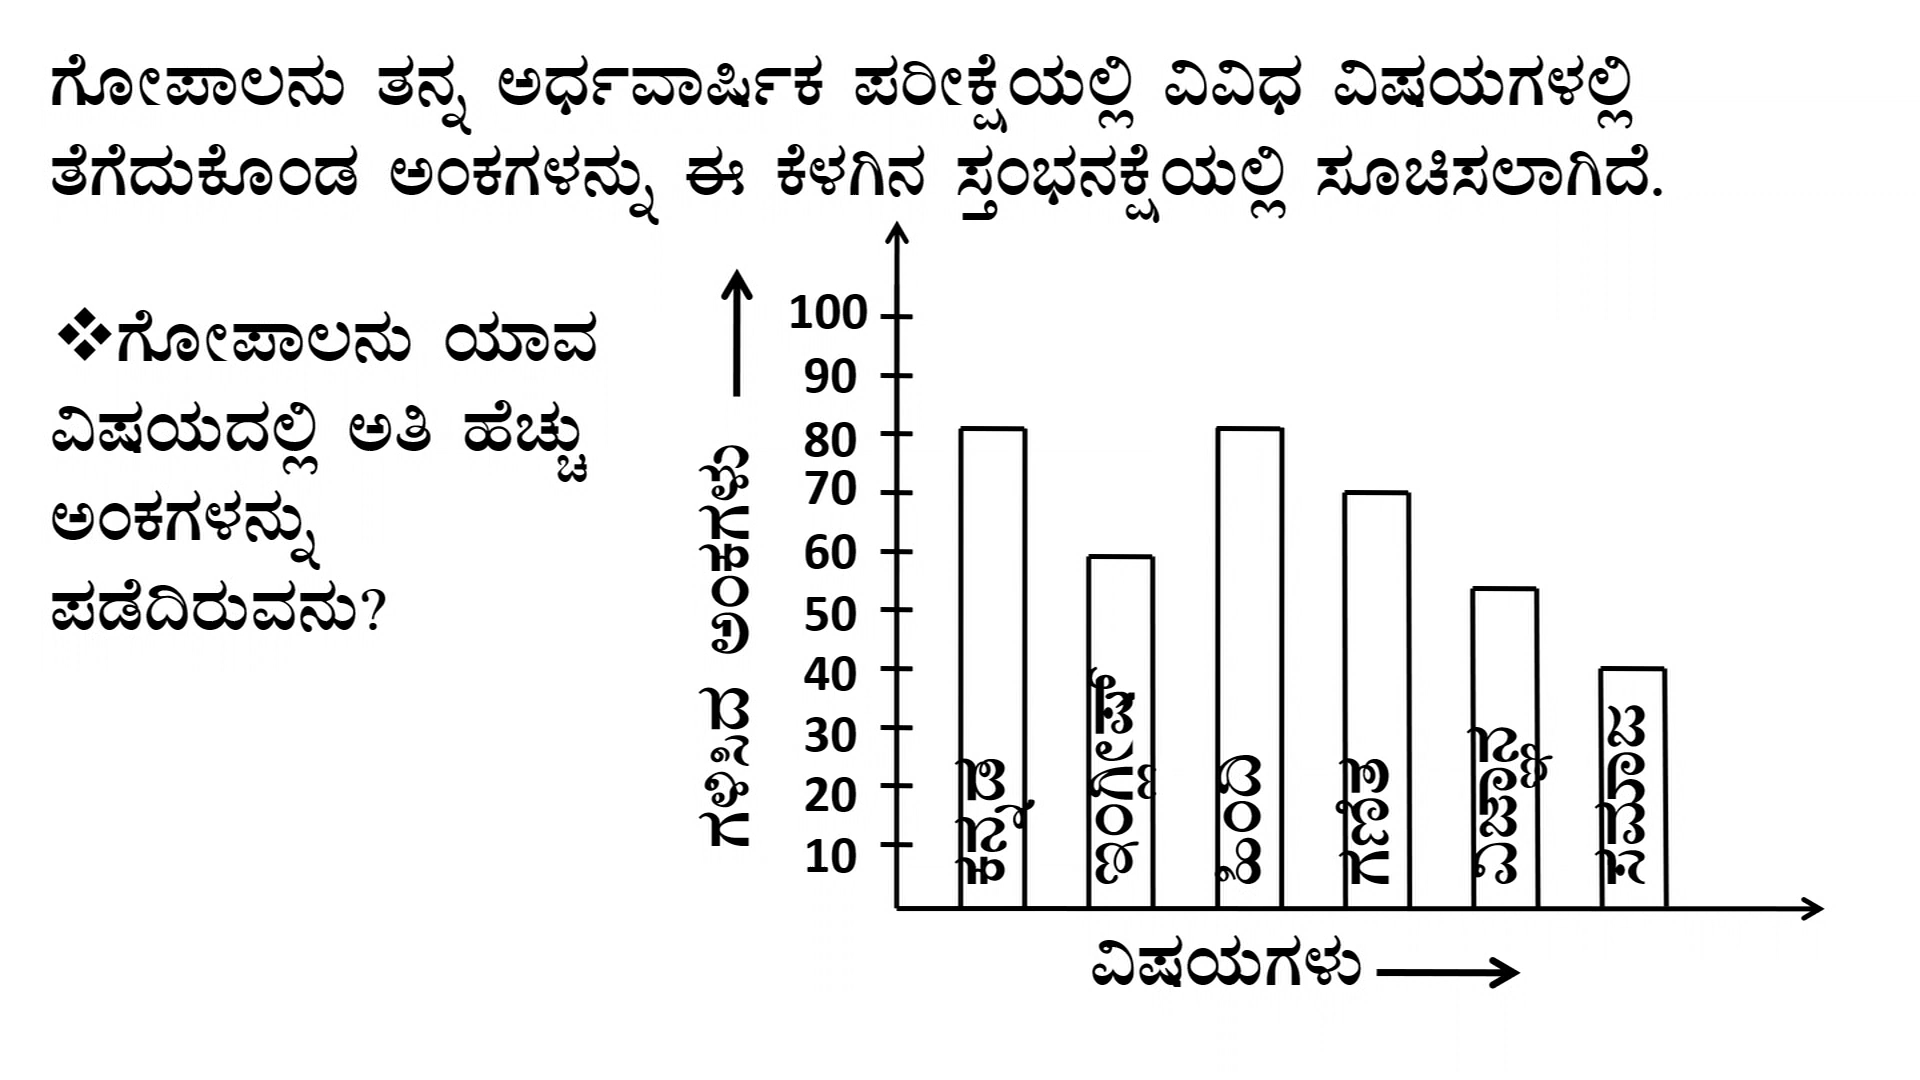 ಗೋಪಾಲನು ತನ್ನ ಅರ್ಧವಾರ್ಷಿಕ ಪರೀಕ್ಷೆಯಲ್ಲಿ ವಿವಿಧ ವಿಷಯಗಳಲ್ಲಿ
ತೆಗೆದುಕೊಂಡ ಅಂಕಗಳನ್ನು ಈ ಕೆಳಗಿನ ಸ್ತಂಭನಕ್ಷೆಯಲ್ಲಿ ಸೂಚಿಸಲಾಗಿದೆ.
❖ಗೋಪಾಲನು ಯಾವ
ವಿಷಯದಲ್ಲಿ ಅತಿ ಹೆಚ್ಚು
ಅಂಕಗಳನ್ನು
ಪಡೆದಿರುವನು?
ಗಳಿಸಿದ ಅಂಕಗಳು
100
90
80
70
60
50
40
30
20
10
ಕನ್ನಡ
ಇಂಗ್ಲೀಷ್
ಹಿಂದಿ
ಗಣಿತ
ವಿಜ್ಞಾನ
ಸಮಾಜ
ವಿಷಯಗಳು